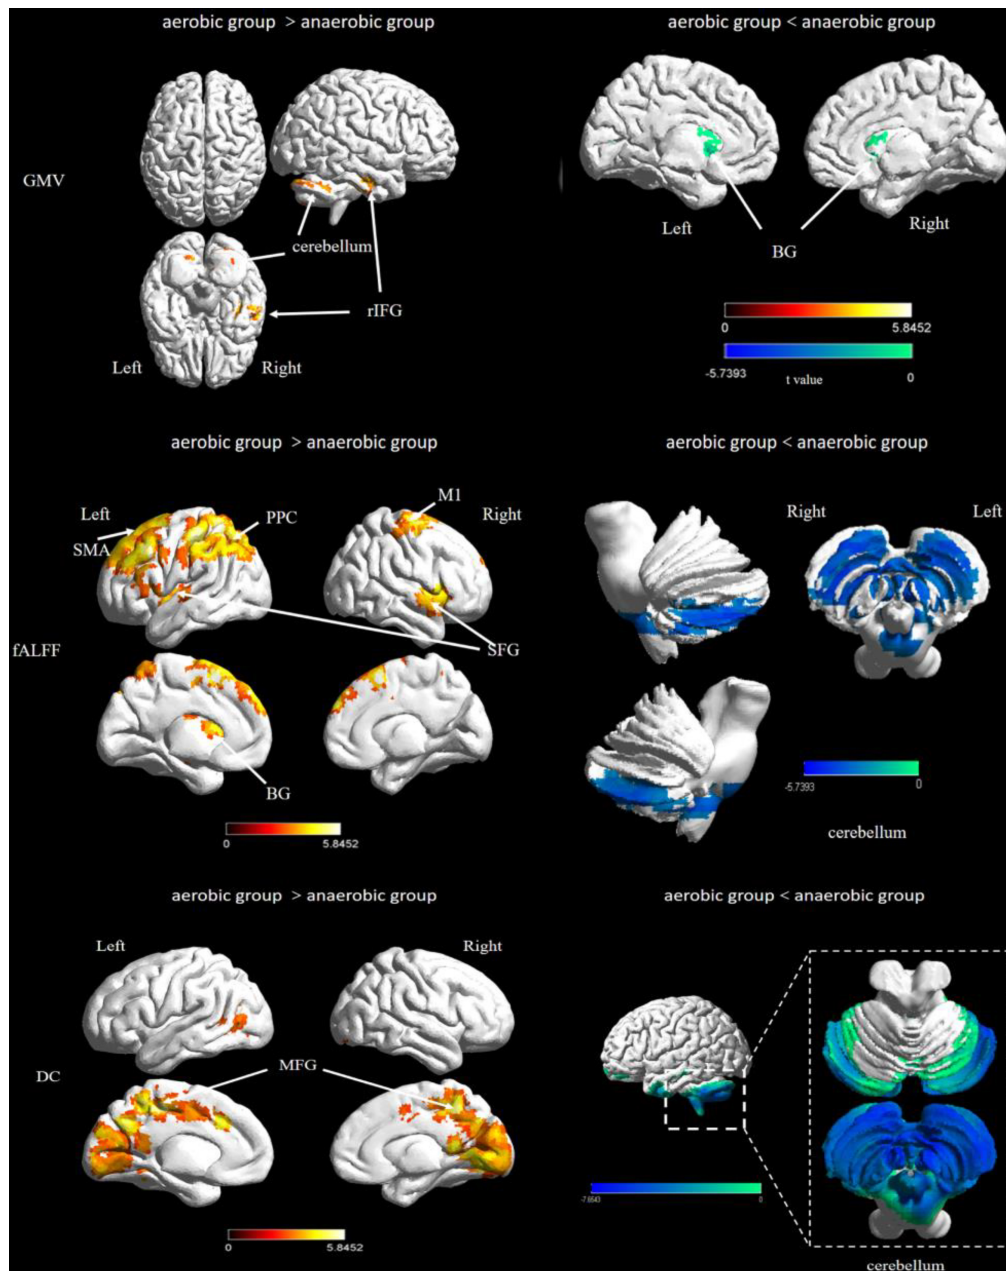 aerobic group > anaerobic group
aerobic group < anaerobic group
GMV
cerebellum
rIFG
Left
Right
Left
Right
BG
0
5.8452
-5.7393
t value
0
aerobic group > anaerobic group
aerobic group < anaerobic group
Left
SMA
PPC
M1
Right
fALFF
SFG
BG
0
5.8452
Right
Left
-5.7393
0
cerebellum
aerobic group > anaerobic group
aerobic group < anaerobic group
Left
Right
DC
MFG
0
5.8452
0
cerebellum